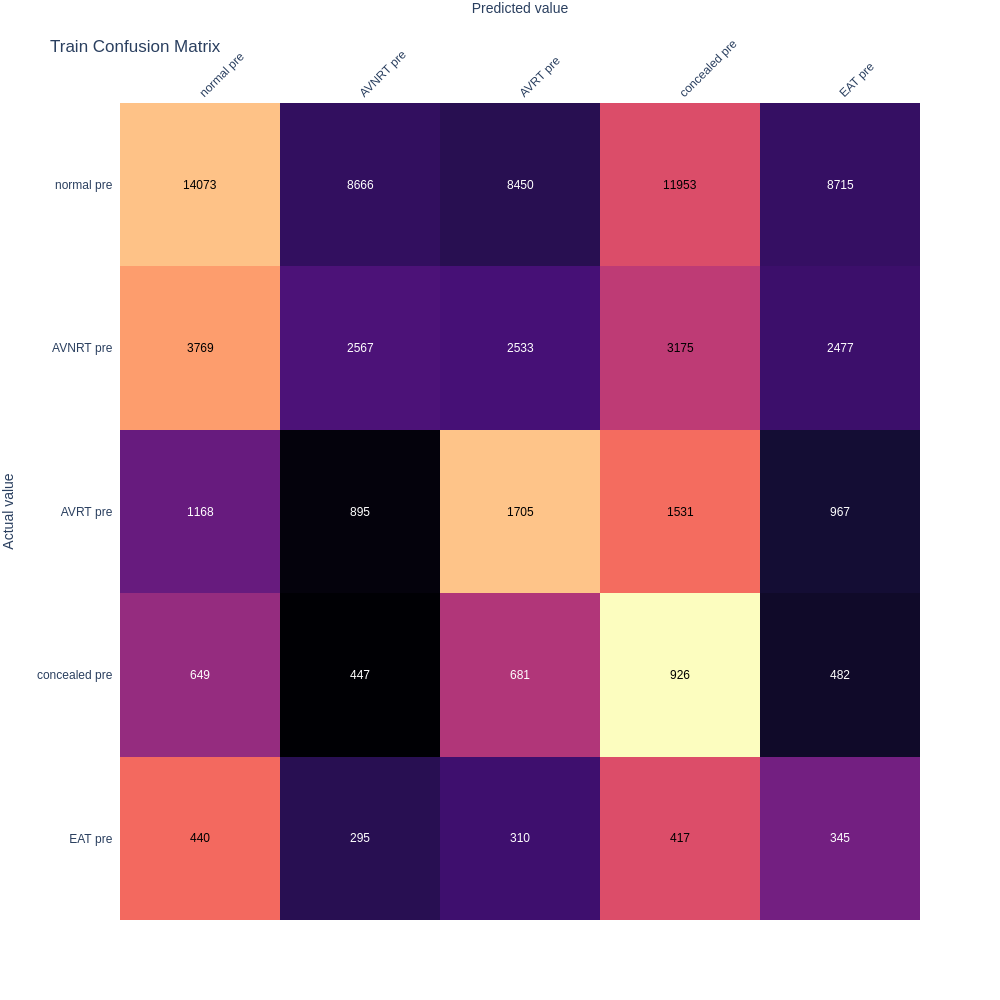 Predicted value
Train Confusion Matrix
normal pre AVNRT pre AVRT pre concealed pre EAT pre
normal pre 14073 8666 8450 11953 8715
AVNRT pre 3769 2567 2533 3175 2477
Actual value
AVRT pre 1168 895 1705 1531 967
concealed pre 649 447 681 926 482
EAT pre 440 295 310 417 345